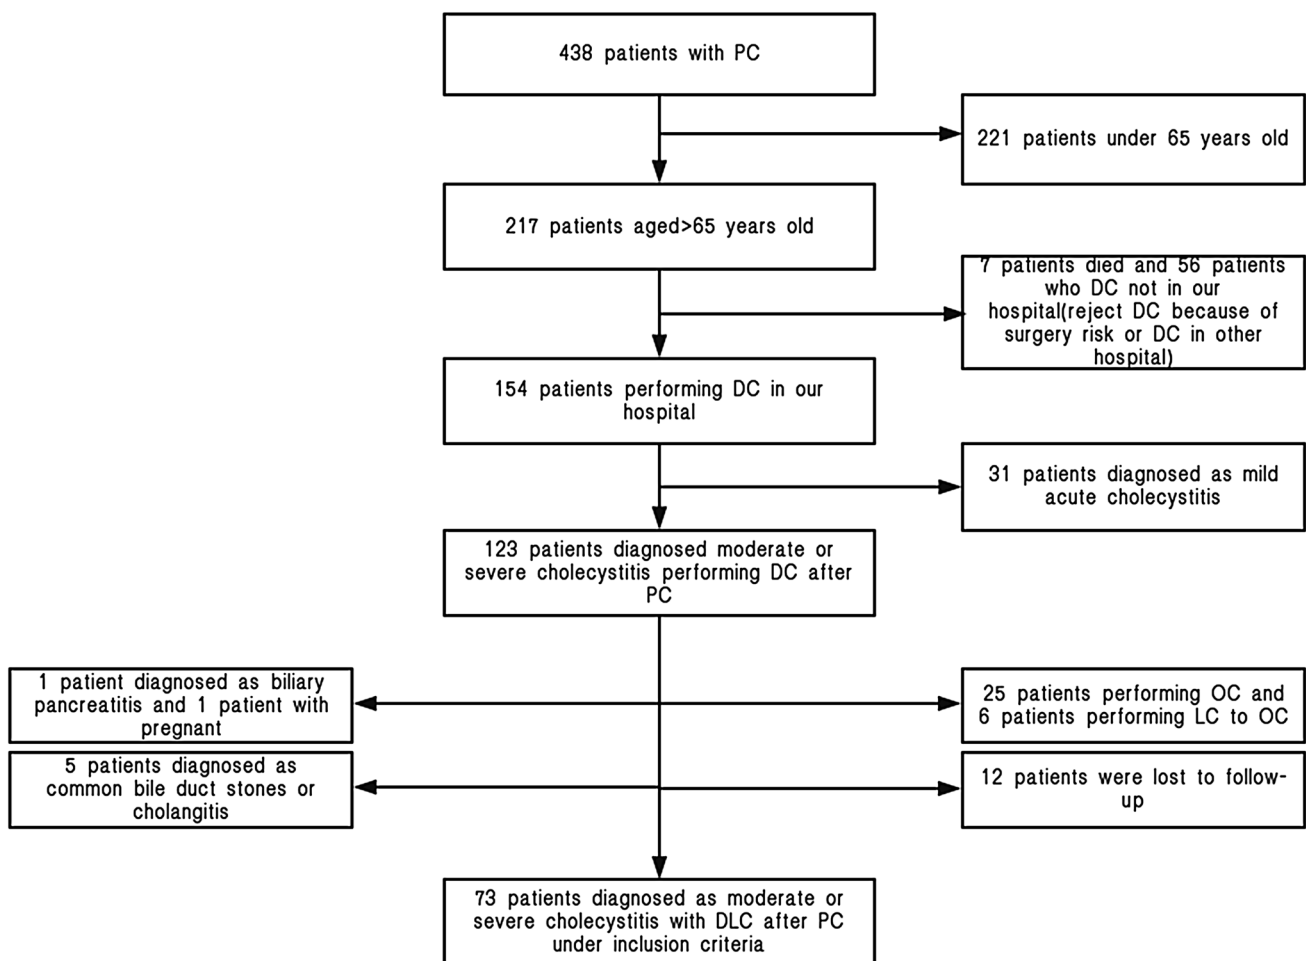 438 patients with PC
221 patients under 65 years old
217 patients aged>65 years old
7 patients died and 56 patients
who DC not in our
hospital(reject DC because of
surgery risk or DC in other
hospital)
154 patients performing DC in our
hospital
31 patients diagnosed as mild
acute cholecystitis
123 patients diagnosed moderate or
severe cholecystitis performing DC after
PC
1 patient diagnosed as biliary
pancreatitis and 1 patient with
pregnant
25 patients performing OC and
6 patients performing LC to OC
5 patients diagnosed as
common bile duct stones or
cholangitis
12 patients were lost to follow-
up
73 patients diagnosed as moderate or
severe cholecystitis with DLC after PC
under inclusion criteria